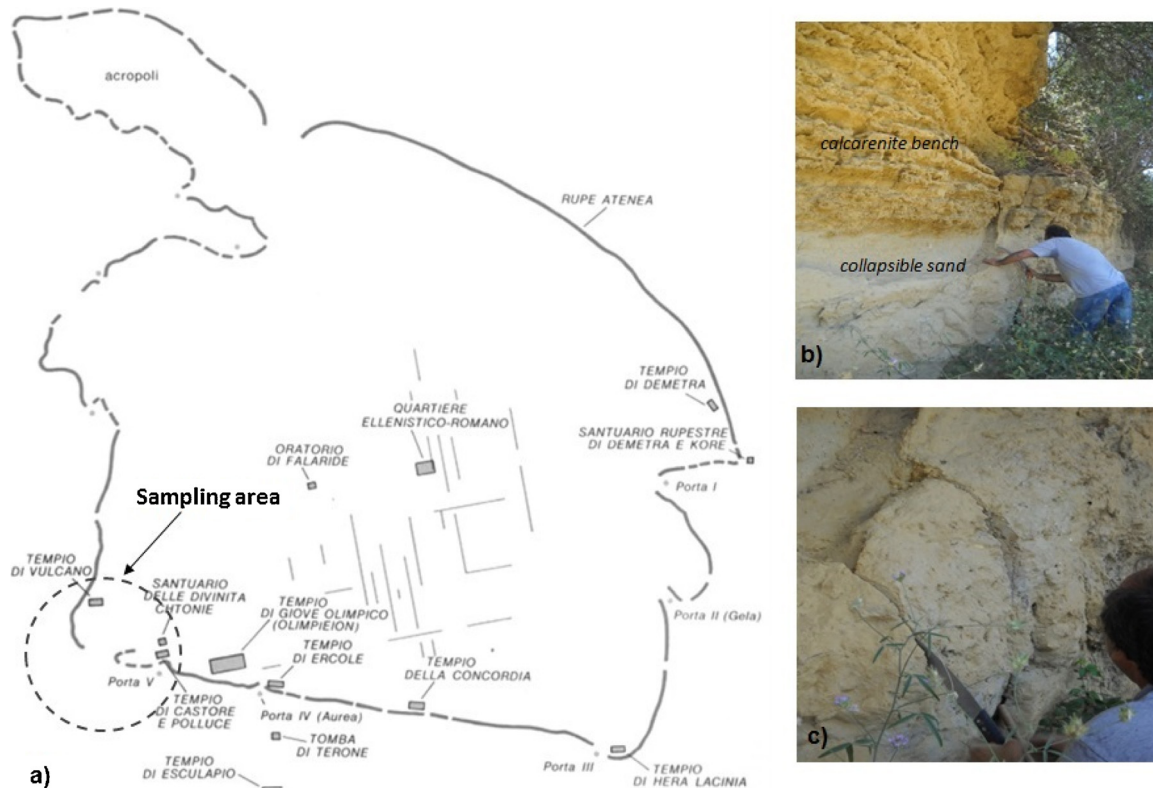 acropoli
RUPE ATENEA
TEMPIO
DI DEMETRA
QUARTIERE
ELLENISTICO-ROMANO
SANTUARIO RUPESTRE
DI DEMETRA E KORE
ORATORIO
DI FALARIDE
Porta I
Sampling area
TEMPIO
DI VULCANO
SANTUARIO
DELLE DIVINITA
CHTONIE
TEMPIO
DI GIOVE OLIMPICO
(OLIMPIEION)
Porta II (Gela)
TEMPIO
DI ERCOLE
TEMPIO
DELLA CONCORDIA
Porta V
TEMPIO
DI CASTORE
E POLLUCE
Porta IV (Aurea)
TOMBA
DI TERONE
Porta III
TEMPIO
DI HERA LACINIA
TEMPIO
DI ESCULAPIO
a)
calcarenite bench
collapsible sand
b)
c)